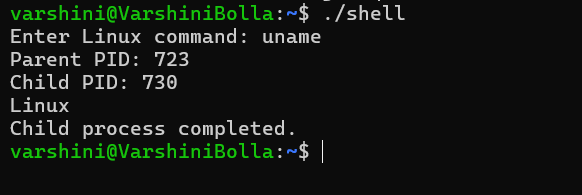 varshini@VarshiniBolla:~$ ./shell
Enter Linux command: uname
Parent PID: 723
Child PID: 730
Linux
Child process completed.
varshini@VarshiniBolla:~$